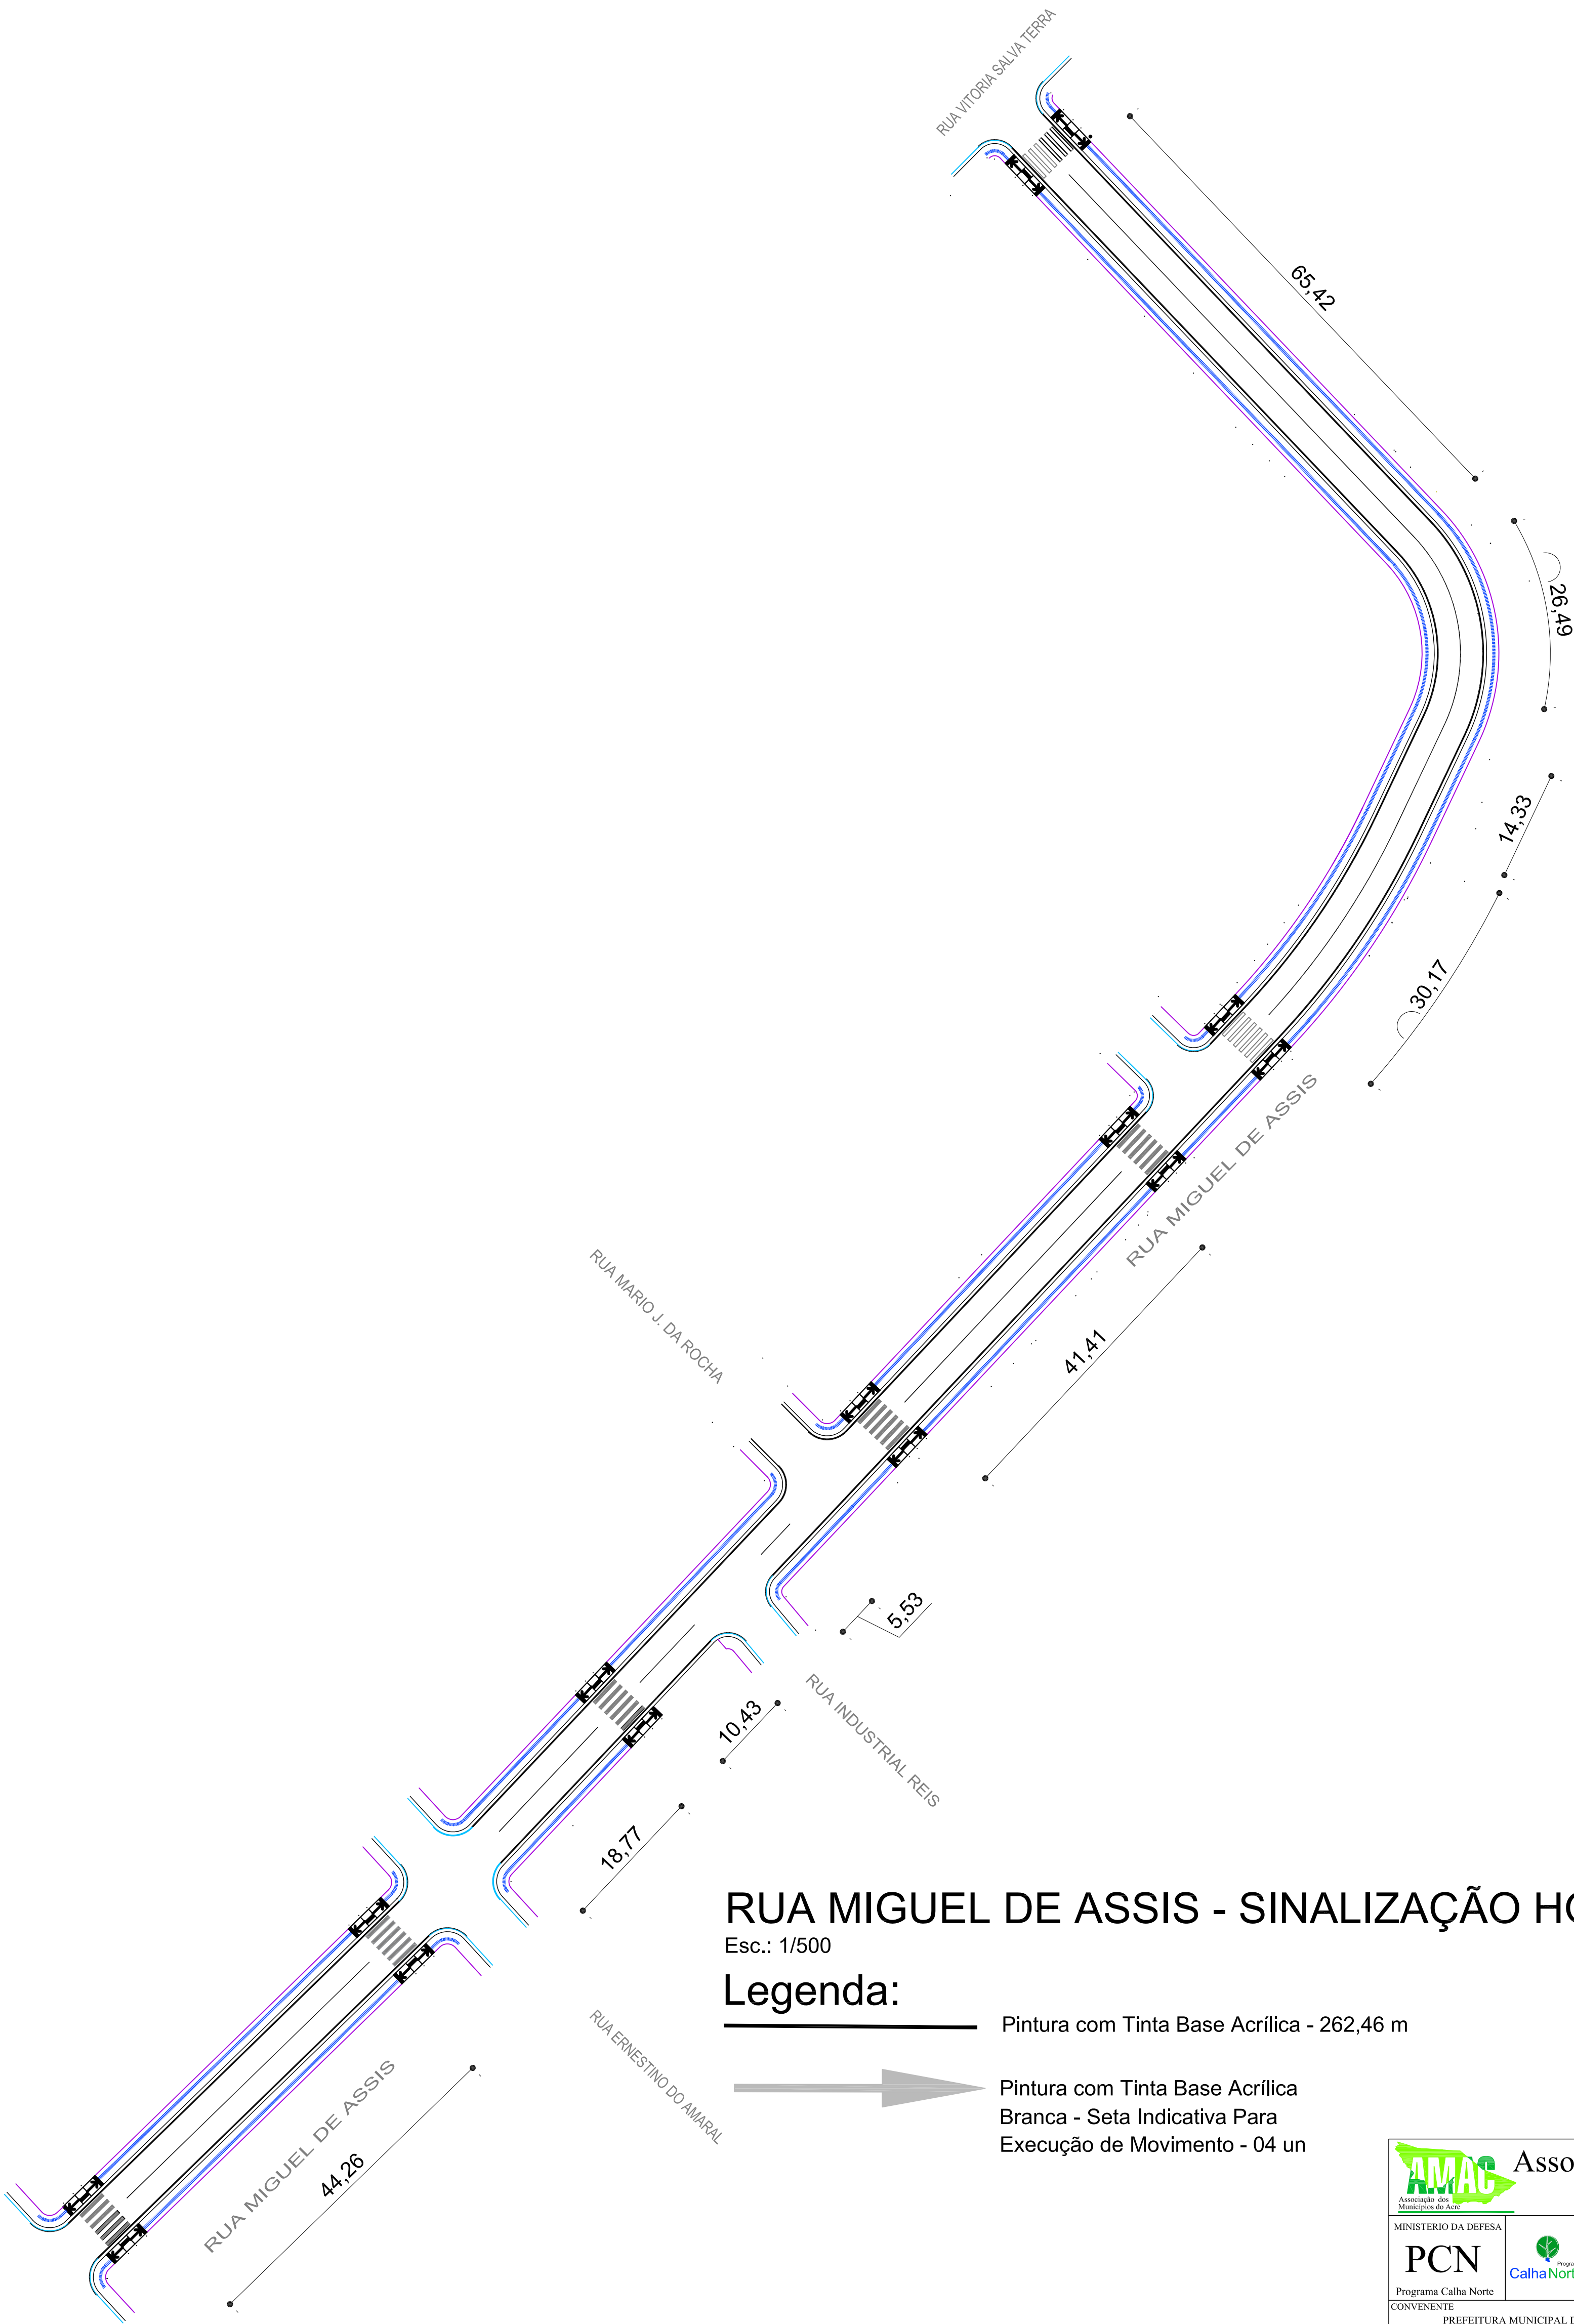 RUA VITORIA SALVA TERRA
65,42
26,49
14,33
30,17
RUA MIGUEL DE ASSIS
41,41
RUA MARIO J. DA ROCHA
5,53
10,43
RUA INDUSTRIAL REIS
18,77
RUA MIGUEL DE ASSIS - SINALIZAÇÃO HO
Esc.: 1/500
Legenda:
Pintura com Tinta Base Acrílica - 262,46 m
Pintura com Tinta Base Acrílica
Branca - Seta Indicativa Para
Execução de Movimento - 04 un
RUA ERNESTINO DO AMARAL
RUA MIGUEL DE ASSIS
44,26
AMAC
Associação dos
Municípios do Acre
Asso
MINISTERIO DA DEFESA
PCN
Programa Calha Norte
Progra
Calha Nort
CONVENENTE
PREFEITURA MUNICIPAL D